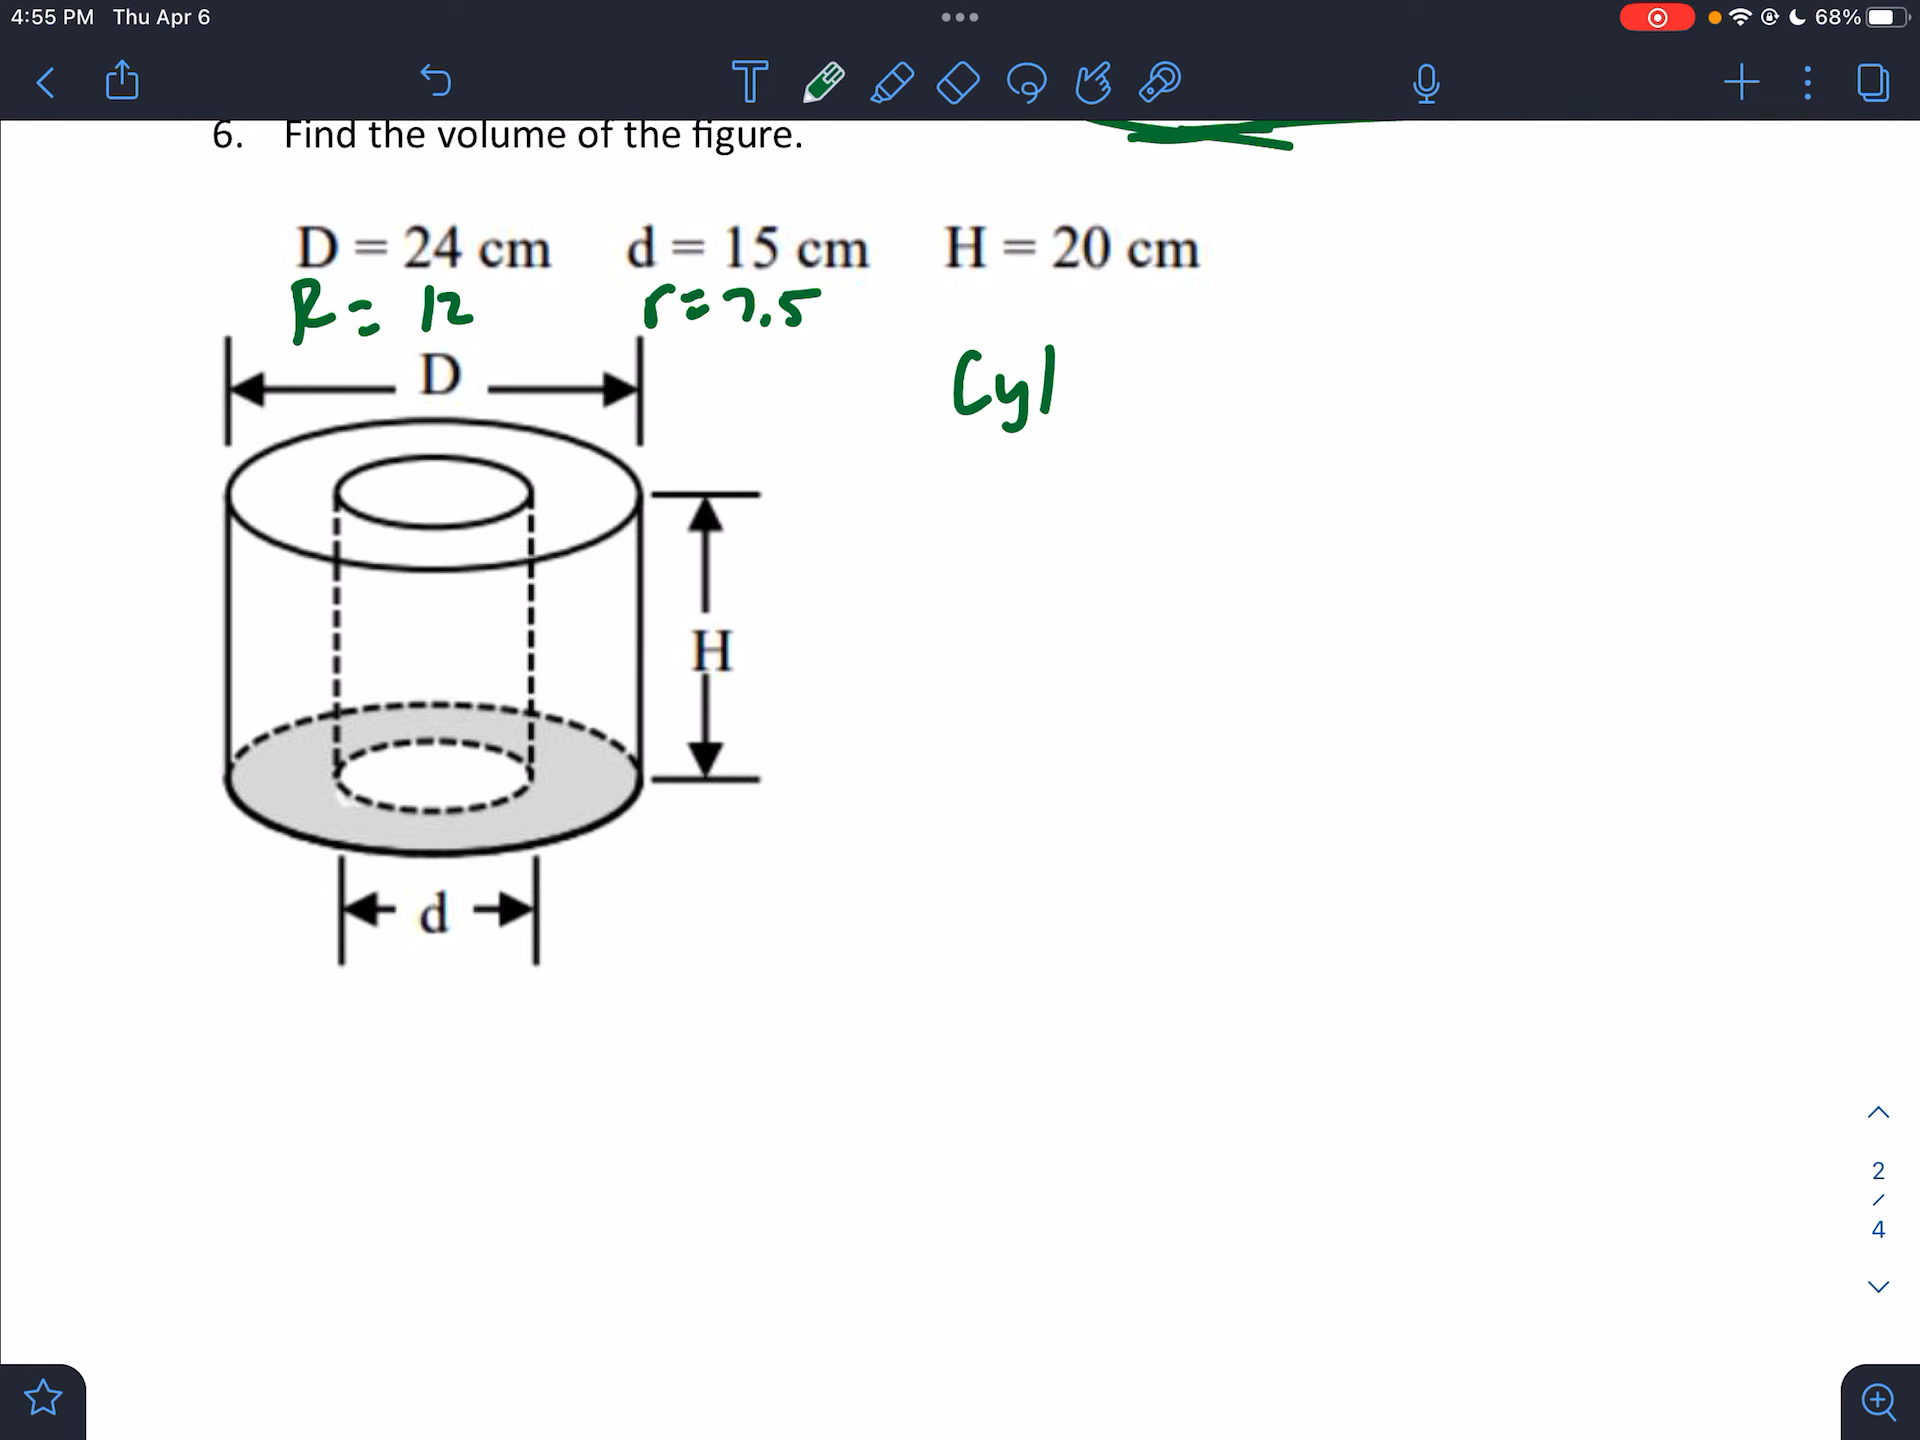 4:55 PM Thu Apr 6
68%
T
6. Find the volume of the figure.
D = 24 cm d = 15 cm H = 20 cm
R = 12 r = 7.5
D
Cyl
H
d
2
/
4